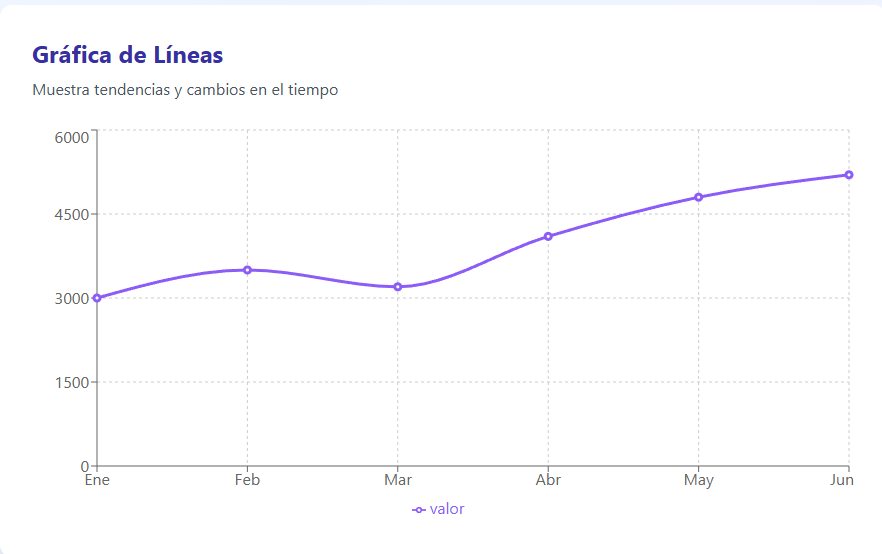 Gráfica de Líneas
Muestra tendencias y cambios en el tiempo
6000
4500
3000
1500
0
Ene Feb Mar Abr May Jun
valor